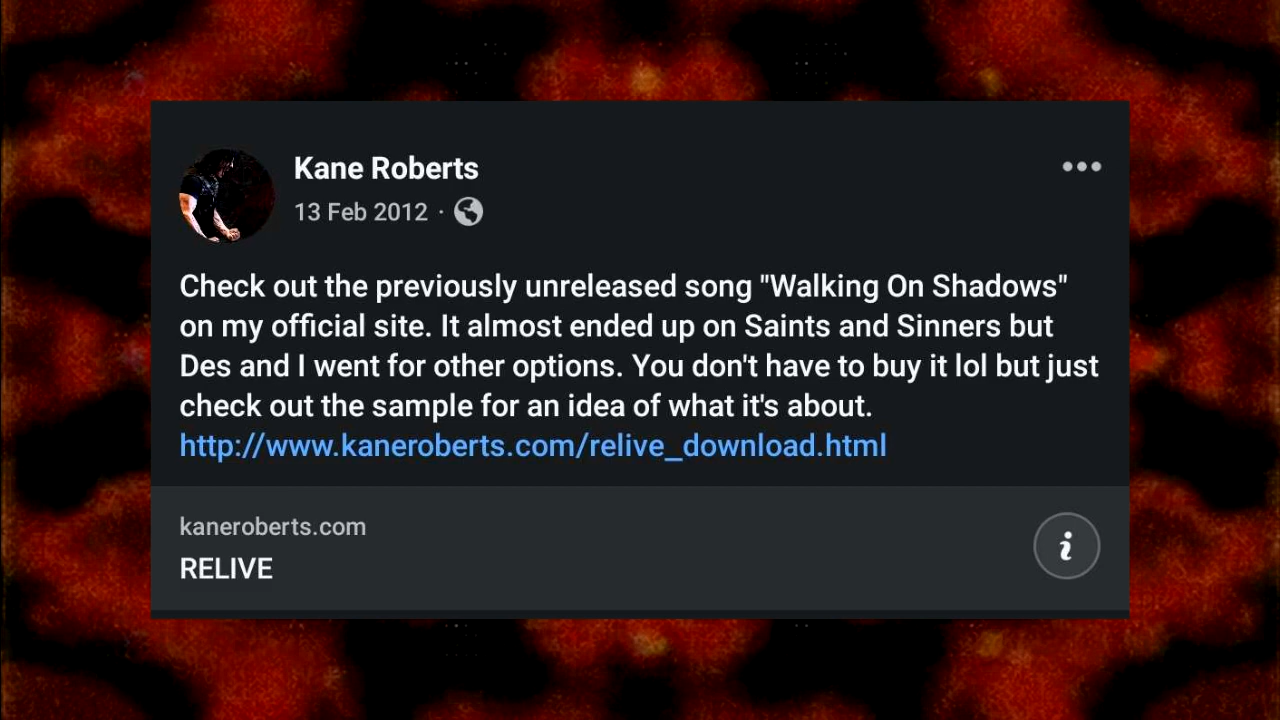 Kane Roberts
13 Feb 2012 ·
Check out the previously unreleased song "Walking On Shadows"
on my official site. It almost ended up on Saints and Sinners but
Des and I went for other options. You don't have to buy it lol but just
check out the sample for an idea of what it's about.
http://www.kaneroberts.com/relive_download.html
kaneroberts.com
RELIVE